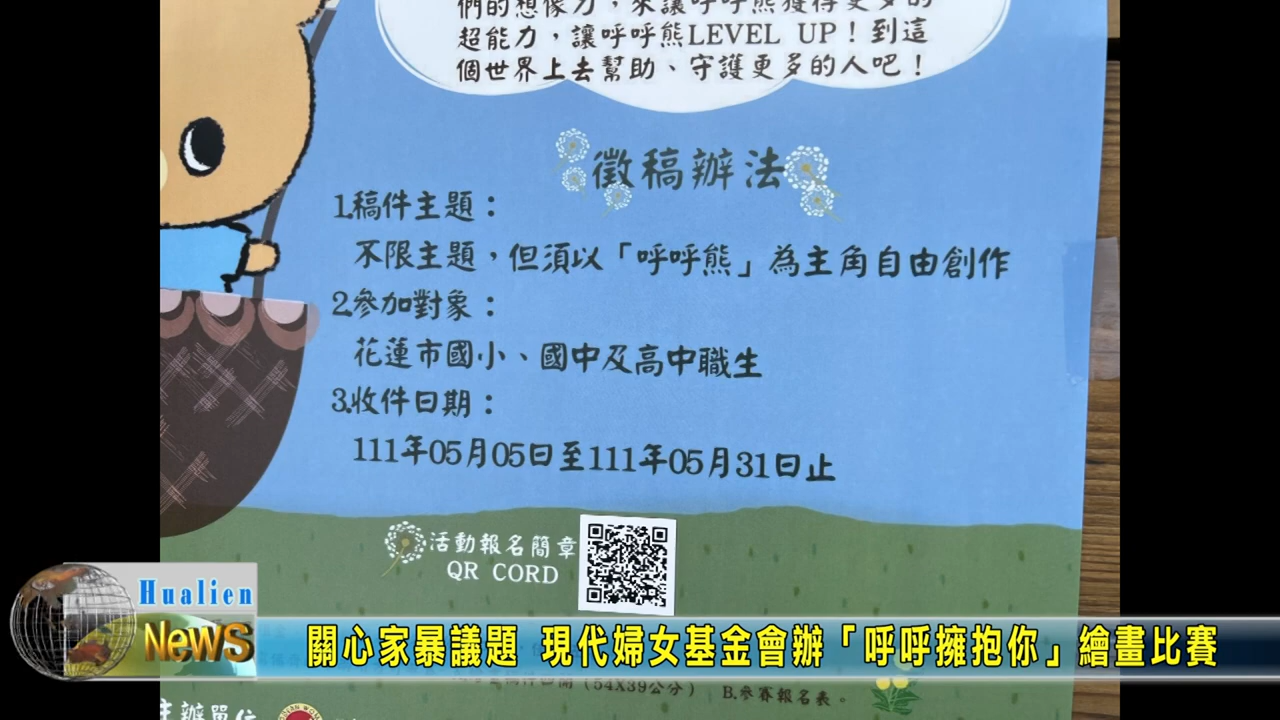 們的想像力，來讓呼呼熊獲得更多的
超能力，讓呼呼熊LEVEL UP！到這
個世界上去幫助、守護更多的人吧！
徵稿辦法
1.稿件主題：
不限主題，但須以「呼呼熊」為主角自由創作
2.參加對象：
花蓮市國小、國中及高中職生
3.收件日期：
111年05月05日至111年05月31日止
活動報名簡章
QR CORD
Hualien
News
關心家暴議題 現代婦女基金會辦「呼呼擁抱你」繪畫比賽
（54X39公分） B.參賽報名表。
主辦單位